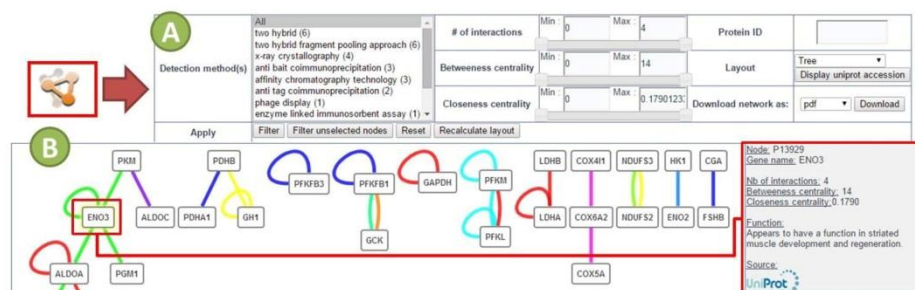 A
Detection method(s)
All
two hybrid (6)
two hybrid fragment pooling approach (6)
x-ray crystallography (4)
anti bait coimmunoprecipitation (3)
affinity chromatography technology (3)
anti tag coimmunoprecipitation (2)
phage display (1)
enzyme linked immunosorbent assay (1)
# of interactions
Min : 0 Max : 4
Protein ID
Betweeness centrality
Min : 0 Max : 14
Layout
Tree
Display uniprot accession
Closeness centrality
Min : 0 Max : 0.1790123
Download network as:
pdf Download
Apply
Filter Filter unselected nodes Reset Recalculate layout
B
PKM PDHB LDHB COX4I1 NDUFS3 HK1 CGA
PFKFB3 PFKFB1 GAPDH PFKM
ENO3 ALDOC PDHA1 GH1 LDHA COX6A2 NDUFS2 ENO2 FSHB
GCK PFKL
ALDOA PGM1 COX5A
Node: P13929
Gene name: ENO3
Nb of interactions: 4
Betweeness centrality: 14
Closeness centrality:0.1790
Function:
Appears to have a function in striated
muscle development and regeneration.
Source:
UniProt